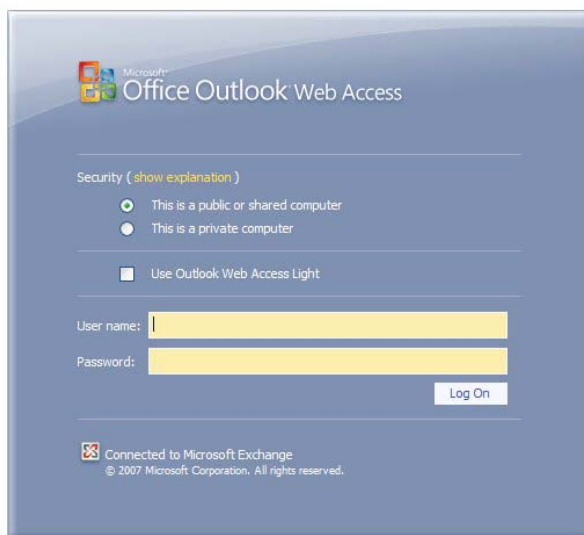 Microsoft®
Office Outlook Web Access
Security ( show explanation )
This is a public or shared computer
This is a private computer
Use Outlook Web Access Light
User name:
Password:
Log On
Connected to Microsoft Exchange
© 2007 Microsoft Corporation. All rights reserved.